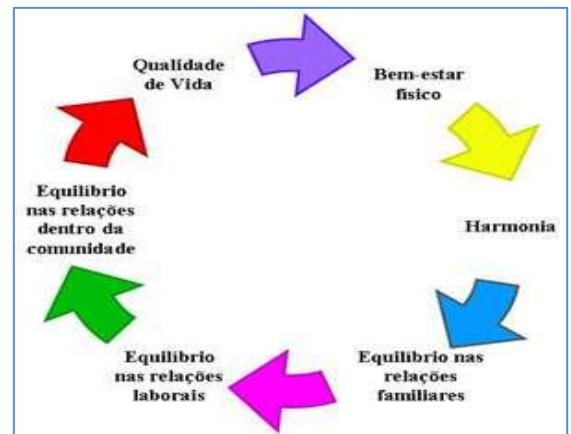 Qualidade
de Vida
Bem-estar
físico
Harmonia
Equilíbrio nas
relações
familiares
Equilíbrio
nas relações
laborais
Equilíbrio
nas relações
dentro da
comunidade